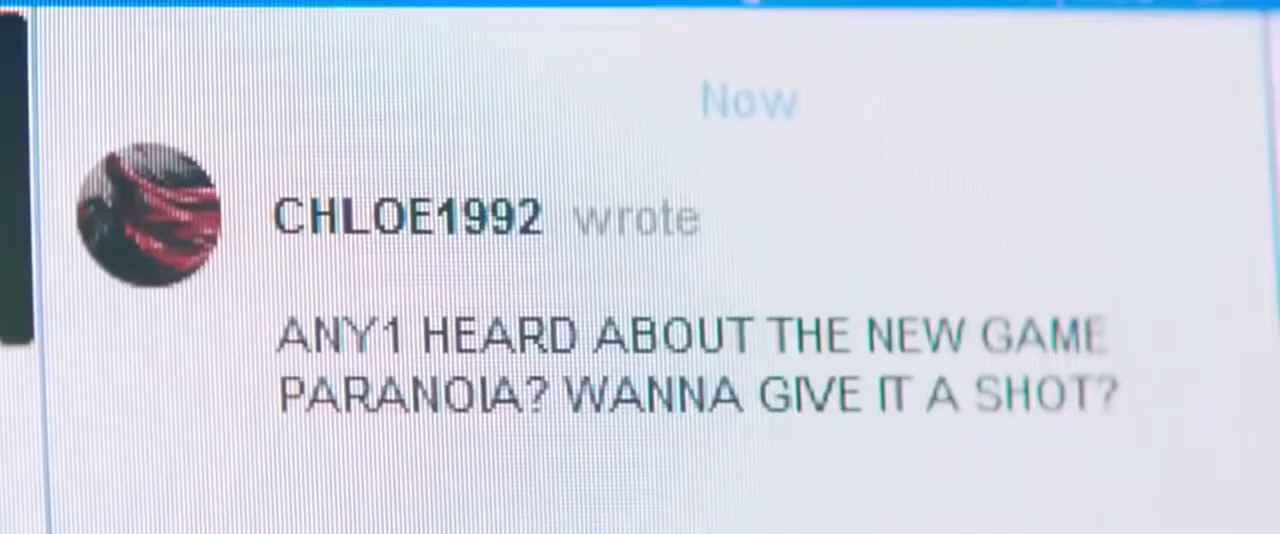 Now
CHLOE1992 wrote
ANY1 HEARD ABOUT THE NEW GAME
PARANOIA? WANNA GIVE IT A SHOT?